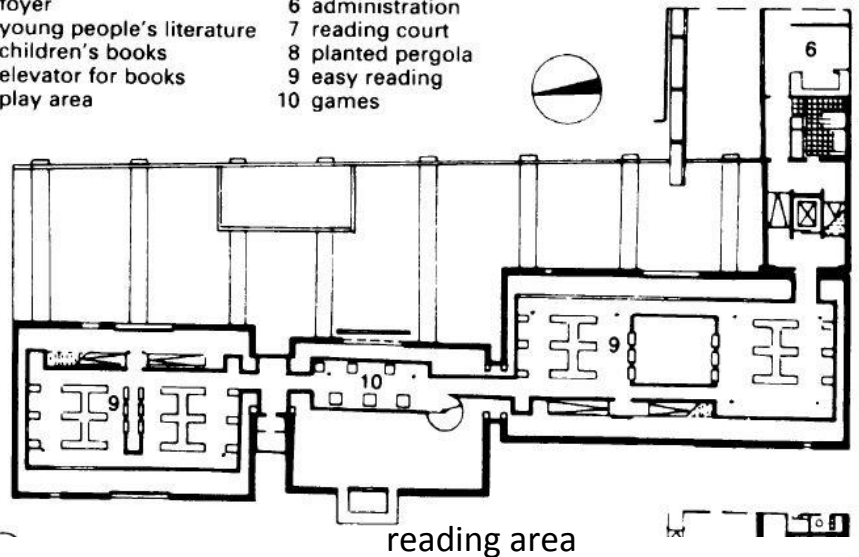 foyer
young people's literature
children's books
elevator for books
play area
6 administration
7 reading court
8 planted pergola
9 easy reading
10 games
6
9
10
9
reading area